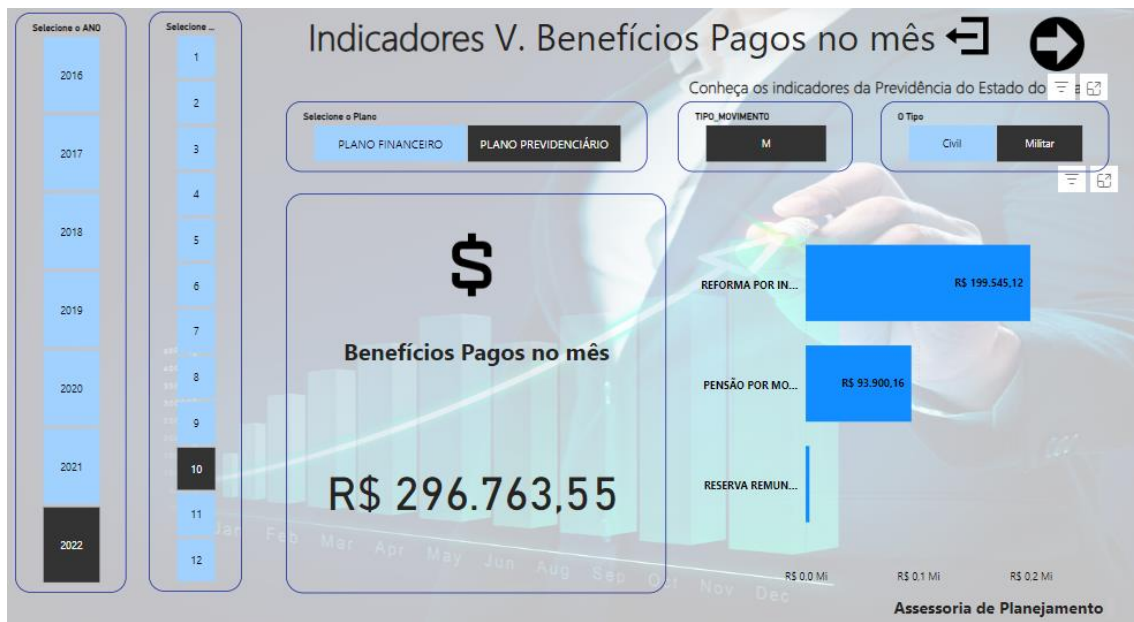 Indicadores V. Benefícios Pagos no mês
Conheça os indicadores da Previdência do Estado do
Selecione o ANO
2016
2017
2018
2019
2020
2021
2022
Selecione ...
1
2
3
4
5
6
7
8
9
10
11
12
Selecione o Plano
PLANO FINANCEIRO PLANO PREVIDENCIÁRIO
TIPO_MOVIMENTO
M
O Tipo
Civil Militar
$
Benefícios Pagos no mês
R$ 296.763,55
REFORMA POR IN... R$ 199.545,12
PENSÃO POR MO... R$ 93.900,16
RESERVA REMUN...
R$ 0.0 Mi R$ 0.1 Mi R$ 0.2 Mi
Jan Feb Mar Apr May Jun Aug Sep Oct Nov Dec
Assessoria de Planejamento